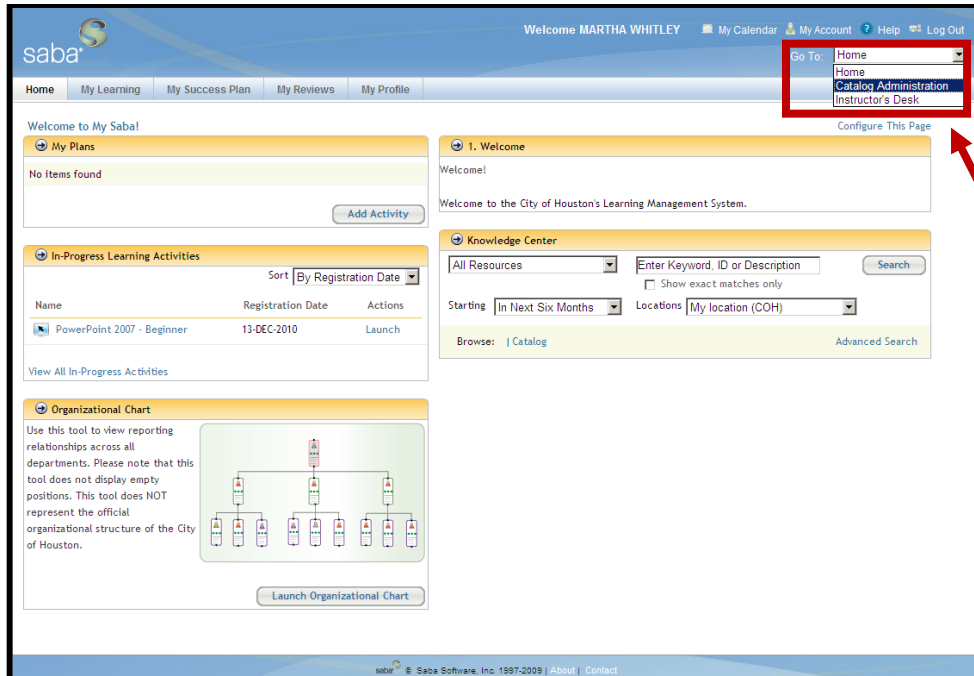 saba
Welcome MARTHA WHITLEY My Calendar My Account ? Help Log Out
Go To: Home
Home
Catalog Administration
Instructor's Desk
Home My Learning My Success Plan My Reviews My Profile
Welcome to My Saba!
Configure This Page
My Plans
No items found
Add Activity
In-Progress Learning Activities
Sort By Registration Date
Name Registration Date Actions
PowerPoint 2007 - Beginner 13-DEC-2010 Launch
View All In-Progress Activities
Organizational Chart
Use this tool to view reporting
relationships across all
departments. Please note that this
tool does not display empty
positions. This tool does NOT
represent the official
organizational structure of the City
of Houston.
Launch Organizational Chart
1. Welcome
Welcome!
Welcome to the City of Houston's Learning Management System.
Knowledge Center
All Resources Enter Keyword, ID or Description Search
Show exact matches only
Starting In Next Six Months Locations My location (COH)
Browse: | Catalog Advanced Search
saba © Saba Software, Inc. 1997-2009 | About | Contact